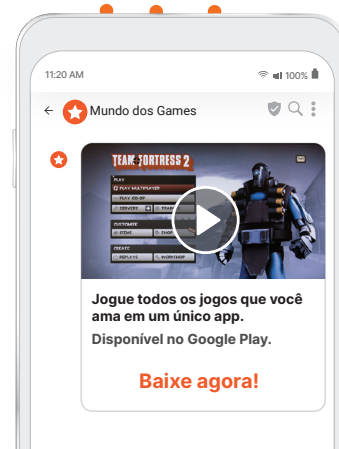 11:20 AM 100%
Mundo dos Games
TEAM FORTRESS 2
PLAY
PLAY MULTIPLAYER
PLAY CO-OP
SERVERS
CUSTOMIZE
ITEMS SHOP
CREATE
REPLAYS WORKSHOP
Jogue todos os jogos que você
ama em um único app.
Disponível no Google Play.
Baixe agora!